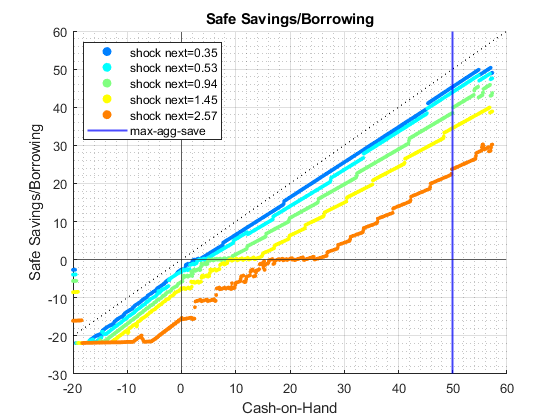 Safe Savings/Borrowing
60
50
40
30
20
10
0
-10
-20
-30
shock next=0.35
shock next=0.53
shock next=0.94
shock next=1.45
shock next=2.57
max-agg-save
Safe Savings/Borrowing
-20 -10 0 10 20 30 40 50 60
Cash-on-Hand